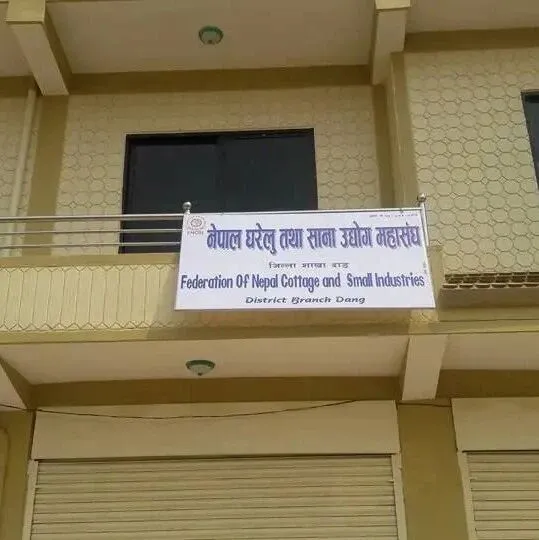 नेपाल घरेलु तथा साना उद्योग महासंघ
जिल्ला शाखा दाङ
Federation Of Nepal Cottage and Small Industries
District Branch Dang